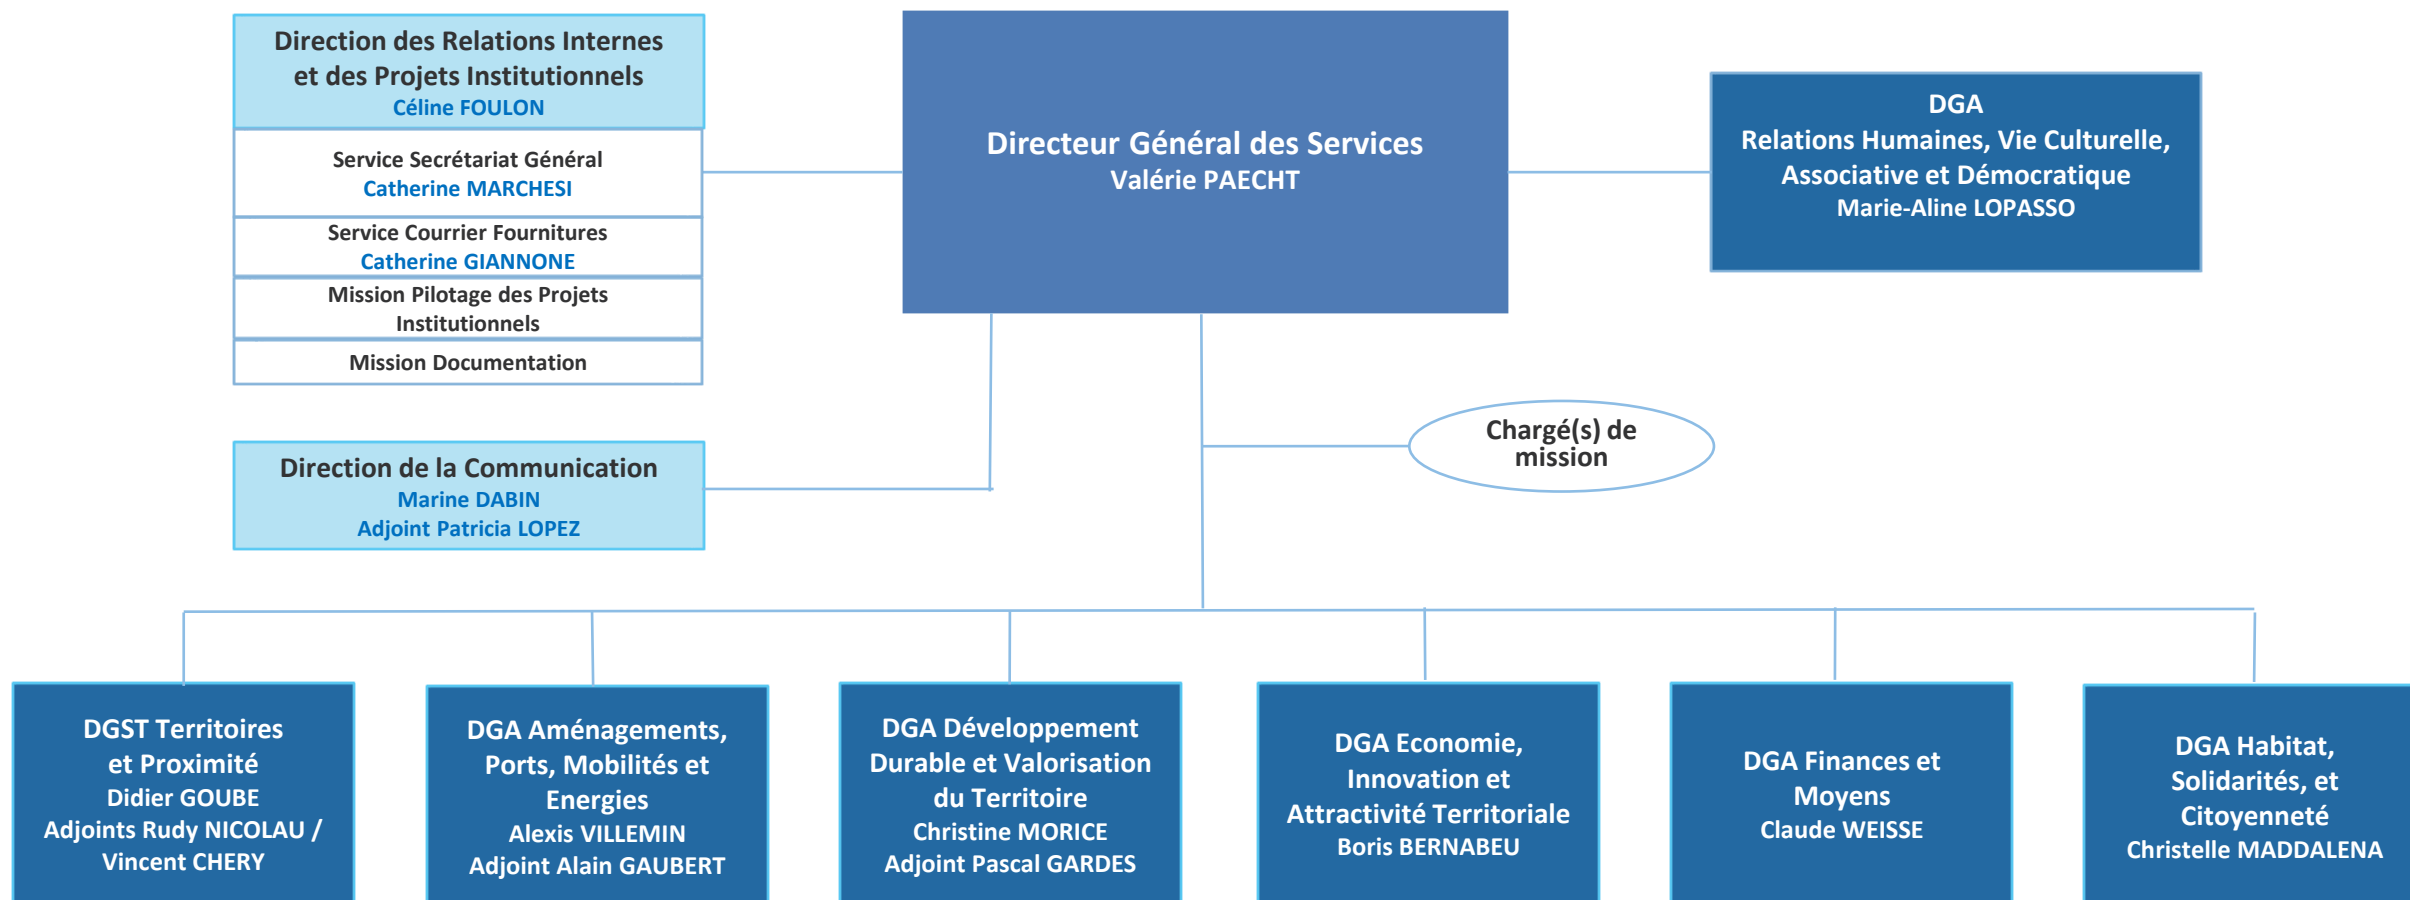 Direction des Relations Internes
et des Projets Institutionnels
Céline FOULON
Service Secrétariat Général
Catherine MARCHESI
Service Courrier Fournitures
Catherine GIANNONE
Mission Pilotage des Projets
Institutionnels
Mission Documentation
Directeur Général des Services
Valérie PAECHT
DGA
Relations Humaines, Vie Culturelle,
Associative et Démocratique
Marie-Aline LOPASSO
Chargé(s) de
mission
Direction de la Communication
Marine DABIN
Adjoint Patricia LOPEZ
DGST Territoires
et Proximité
Didier GOUBE
Adjoints Rudy NICOLAU /
Vincent CHERY
DGA Aménagements,
Ports, Mobilités et
Energies
Alexis VILLEMIN
Adjoint Alain GAUBERT
DGA Développement
Durable et Valorisation
du Territoire
Christine MORICE
Adjoint Pascal GARDES
DGA Economie,
Innovation et
Attractivité Territoriale
Boris BERNABEU
DGA Finances et
Moyens
Claude WEISSE
DGA Habitat,
Solidarités, et
Citoyenneté
Christelle MADDALENA